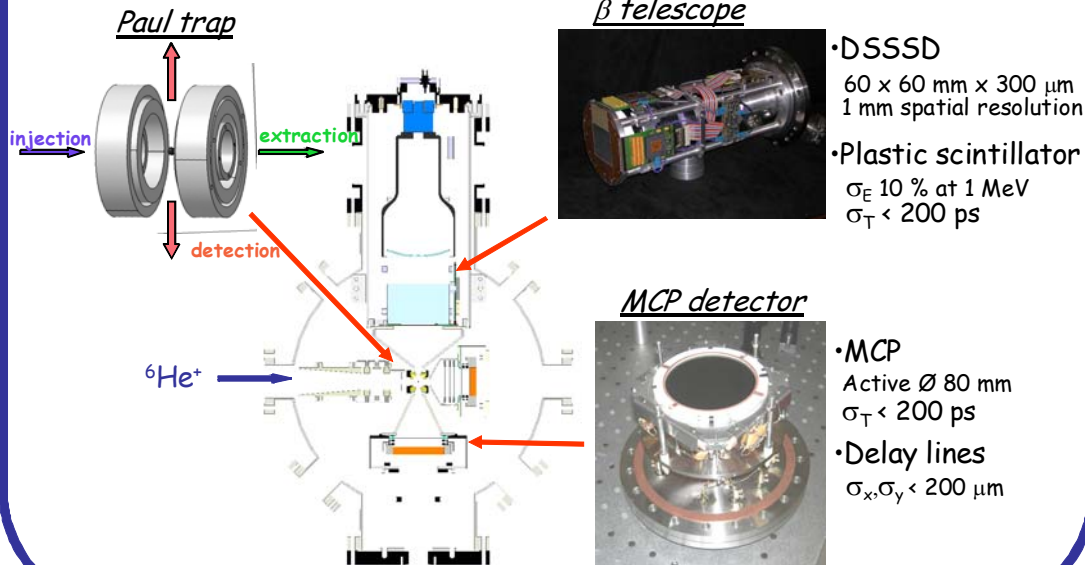 Paul trap
injection
extraction
detection
⁶He⁺
β telescope
•DSSSD
60 x 60 mm x 300 μm
1 mm spatial resolution
•Plastic scintillator
σE 10 % at 1 MeV
σT < 200 ps
MCP detector
•MCP
Active Ø 80 mm
σT < 200 ps
•Delay lines
σx,σy < 200 μm